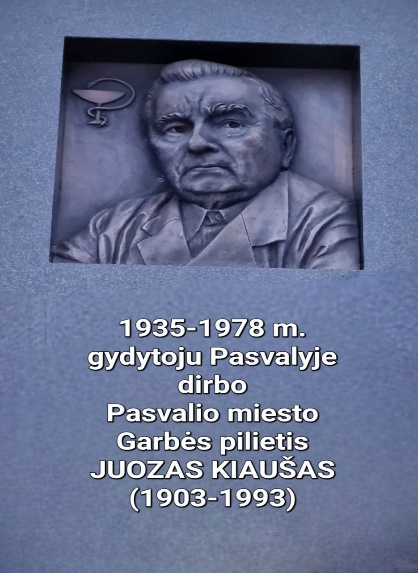 1935-1978 m.
gydytoju Pasvalyje
dirbo
Pasvalio miesto
Garbės pilietis
JUOZAS KIAUŠAS
(1903-1993)